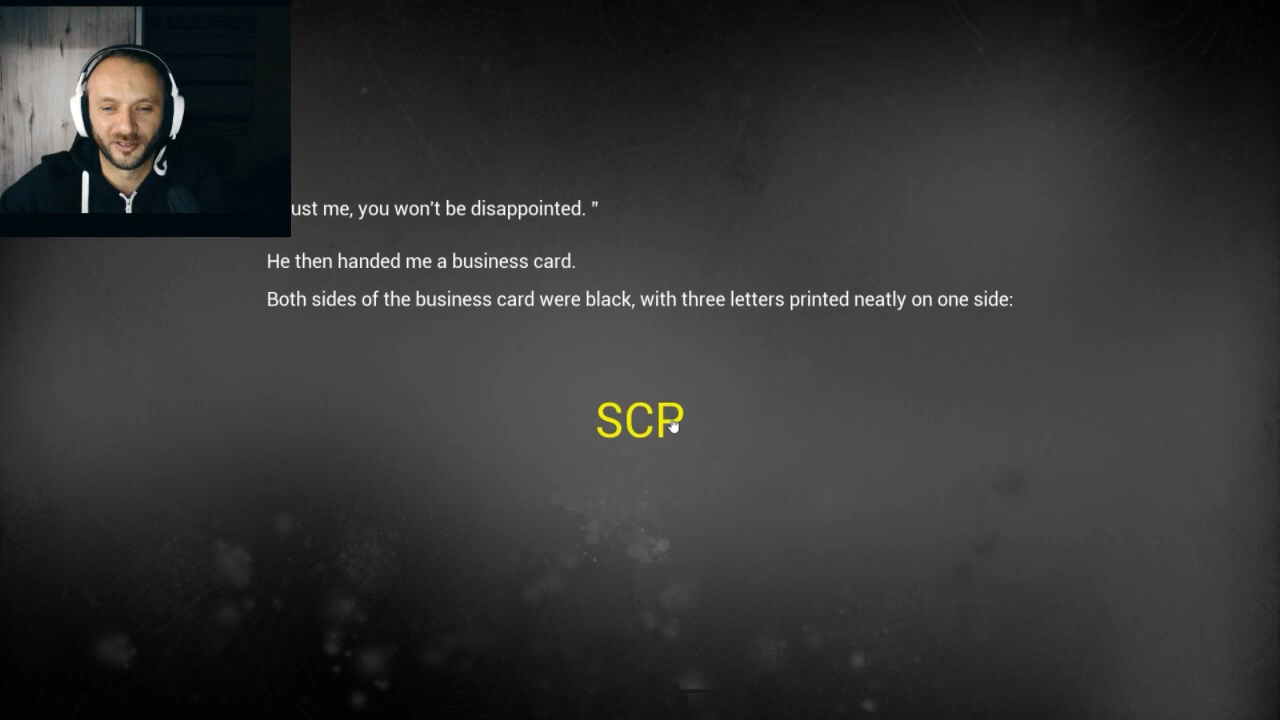 ust me, you won't be disappointed. "
He then handed me a business card.
Both sides of the business card were black, with three letters printed neatly on one side:
SCP